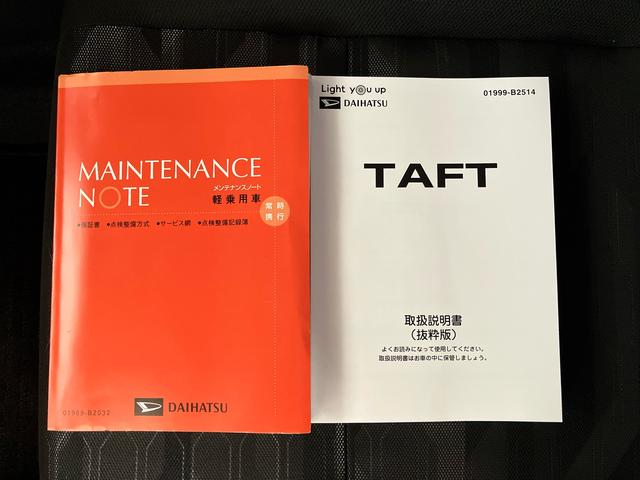 MAINTENANCE
NOTE
メンテナンスノート
軽乗用車
常時
携行
●保証書 ●点検整備方式 ●サービス網 ●点検整備記録簿
01989-B2032
DAIHATSU
Light you up
DAIHATSU
01999-B2514
TAFT
取扱説明書
（抜粋版）
よくお読みになって使用してください。
取扱説明書はお車の中に保管しましょう。